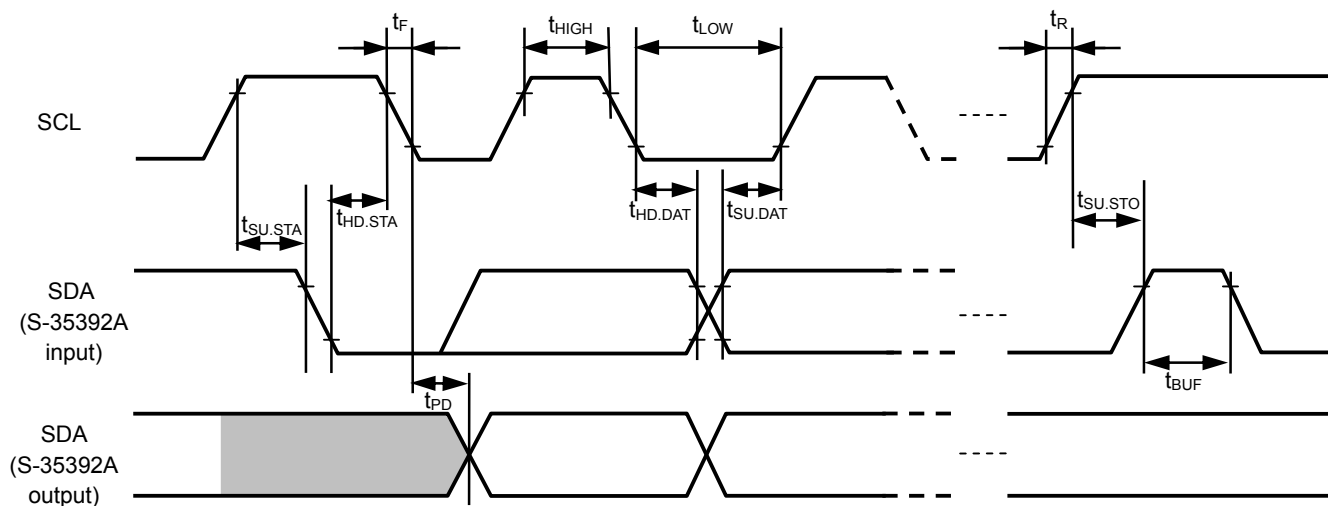 tF
tHIGH
tLOW
tR
SCL
tSU.STA
tHD.STA
tHD.DAT
tSU.DAT
tSU.STO
SDA
(S-35392A
input)
tBUF
tPD
SDA
(S-35392A
output)